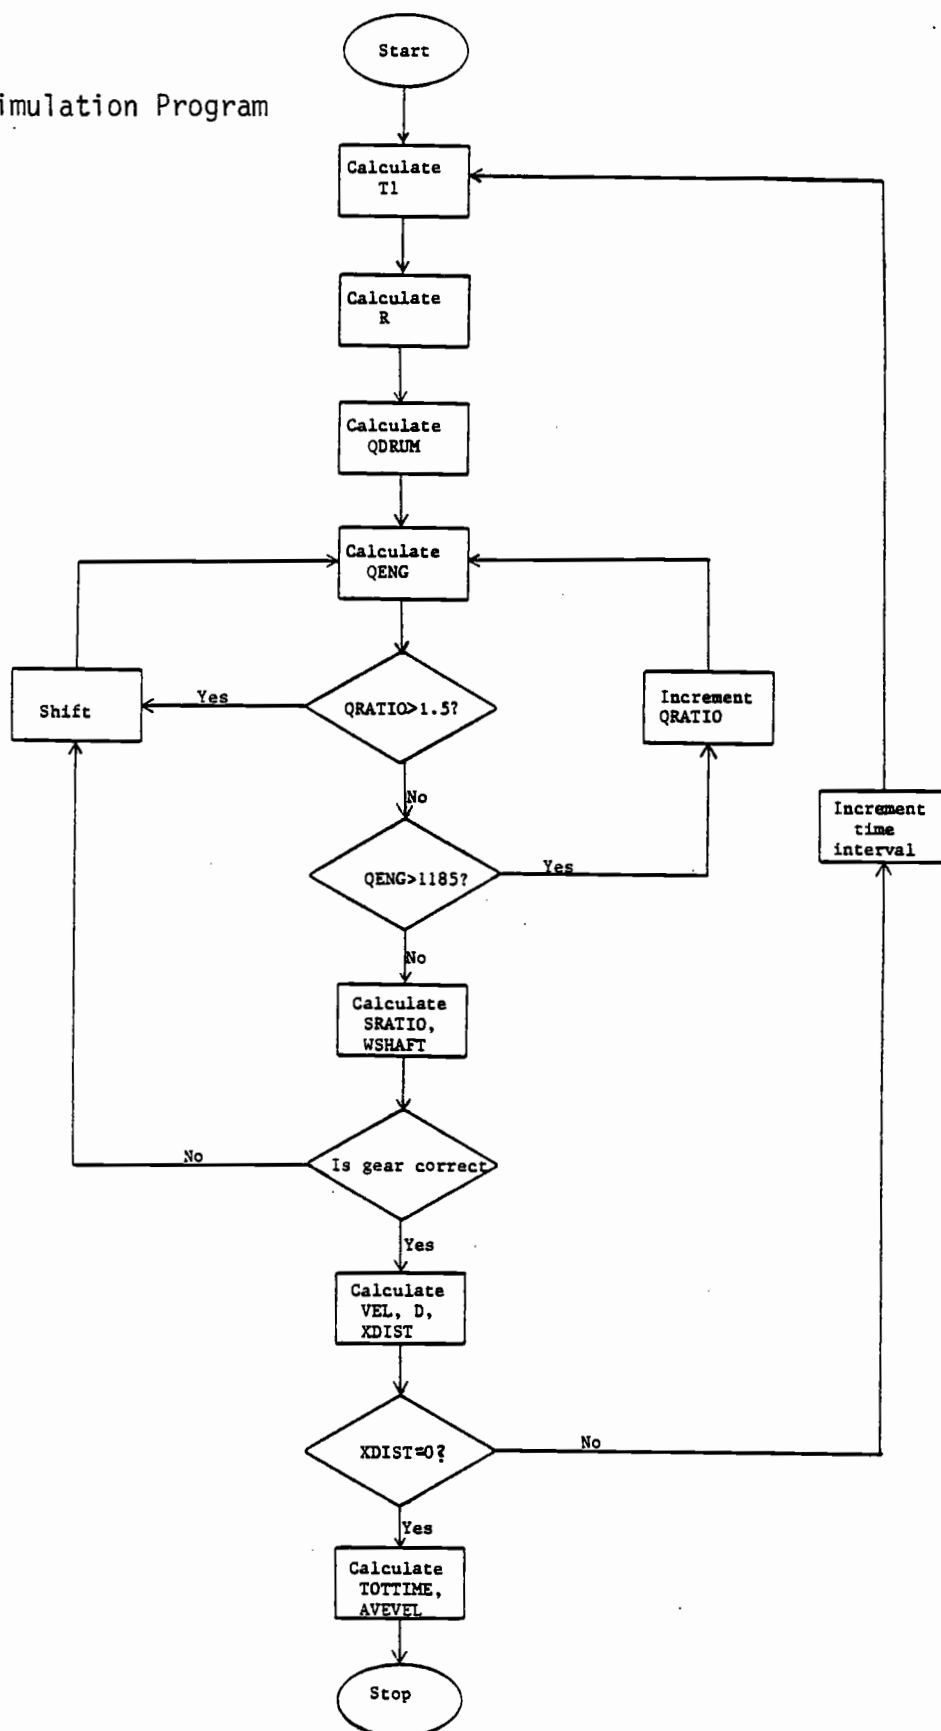 Start
imulation Program
Calculate
T1
Calculate
R
Calculate
QDRUM
Calculate
QENG
Shift
Yes
QRATIO>1.5?
Increment
QRATIO
No
Increment
time
interval
QENG>1185?
Yes
No
Calculate
SRATIO,
WSHAFT
No
Is gear correct
Yes
Calculate
VEL, D,
XDIST
XDIST=0?
No
Yes
Calculate
TOTTIME,
AVEVEL
Stop